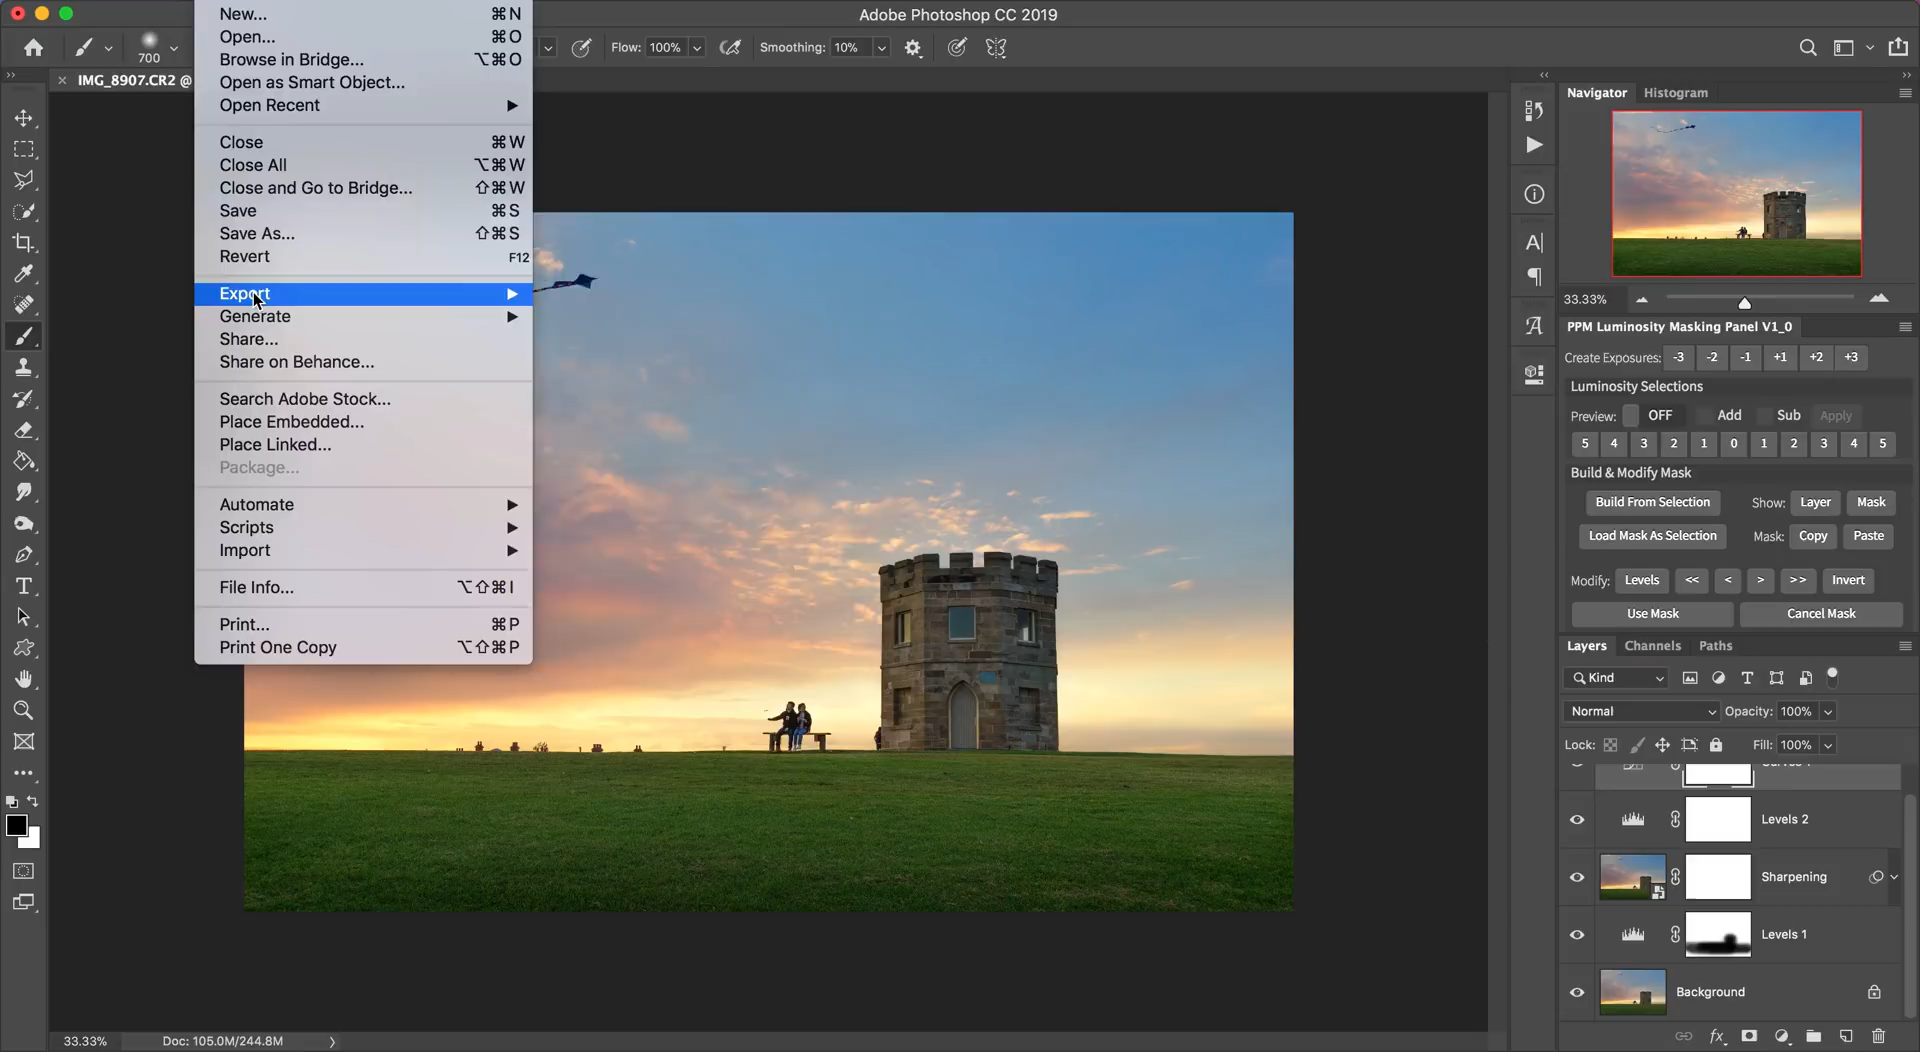 Adobe Photoshop CC 2019
New... ⌘N
Open... ⌘O
Browse in Bridge... ⌥⌘O
Open as Smart Object...
Open Recent
Close ⌘W
Close All ⌥⌘W
Close and Go to Bridge... ⇧⌘W
Save ⌘S
Save As... ⇧⌘S
Revert F12
Export
Generate
Share...
Share on Behance...
Search Adobe Stock...
Place Embedded...
Place Linked...
Package...
Automate
Scripts
Import
File Info... ⌥⇧⌘I
Print... ⌘P
Print One Copy ⌥⇧⌘P
700
Flow: 100% Smoothing: 10%
IMG_8907.CR2 @
Navigator Histogram
33.33%
PPM Luminosity Masking Panel V1_0
Create Exposures: -3 -2 -1 +1 +2 +3
Luminosity Selections
Preview: OFF Add Sub Apply
5 4 3 2 1 0 1 2 3 4 5
Build & Modify Mask
Build From Selection Show: Layer Mask
Load Mask As Selection Mask: Copy Paste
Modify: Levels << < > >> Invert
Use Mask Cancel Mask
Layers Channels Paths
Kind
Normal Opacity: 100%
Lock: Fill: 100%
Levels 2
Sharpening
Levels 1
Background
33.33% Doc: 105.0M/244.8M